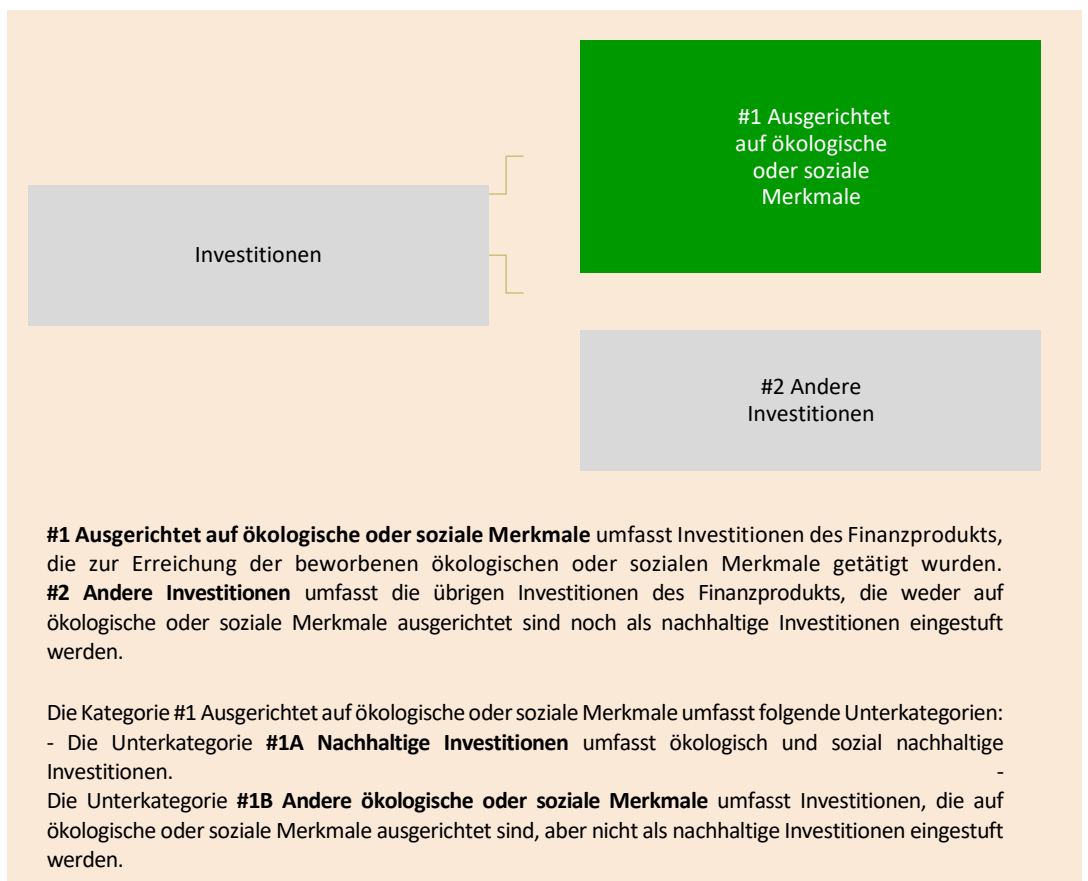 #1 Ausgerichtet
auf ökologische
oder soziale
Merkmale
Investitionen
#2 Andere
Investitionen
#1 Ausgerichtet auf ökologische oder soziale Merkmale umfasst Investitionen des Finanzprodukts,
die zur Erreichung der beworbenen ökologischen oder sozialen Merkmale getätigt wurden.
#2 Andere Investitionen umfasst die übrigen Investitionen des Finanzprodukts, die weder auf
ökologische oder soziale Merkmale ausgerichtet sind noch als nachhaltige Investitionen eingestuft
werden.
Die Kategorie #1 Ausgerichtet auf ökologische oder soziale Merkmale umfasst folgende Unterkategorien:
- Die Unterkategorie #1A Nachhaltige Investitionen umfasst ökologisch und sozial nachhaltige
Investitionen. -
Die Unterkategorie #1B Andere ökologische oder soziale Merkmale umfasst Investitionen, die auf
ökologische oder soziale Merkmale ausgerichtet sind, aber nicht als nachhaltige Investitionen eingestuft
werden.